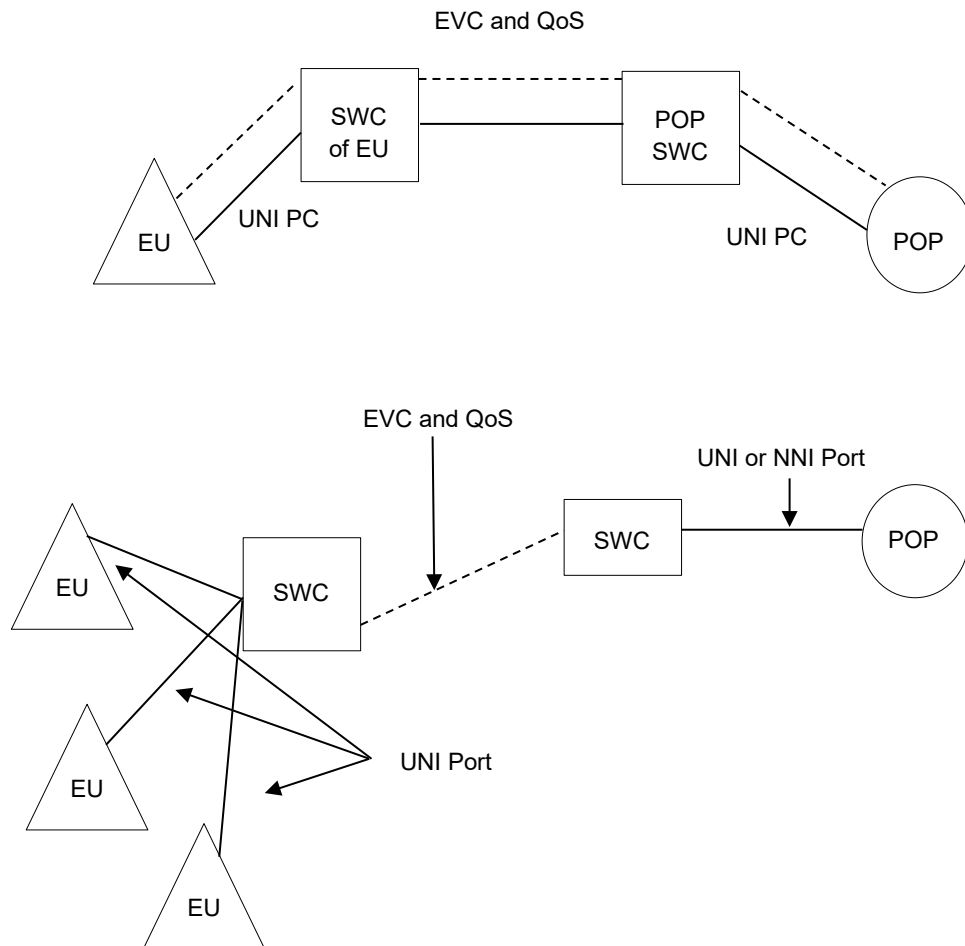 EVC and QoS
SWC
of EU
POP
SWC
UNI PC
EU
UNI PC
POP
EVC and QoS
UNI or NNI Port
SWC
POP
EU
SWC
UNI Port
EU
EU